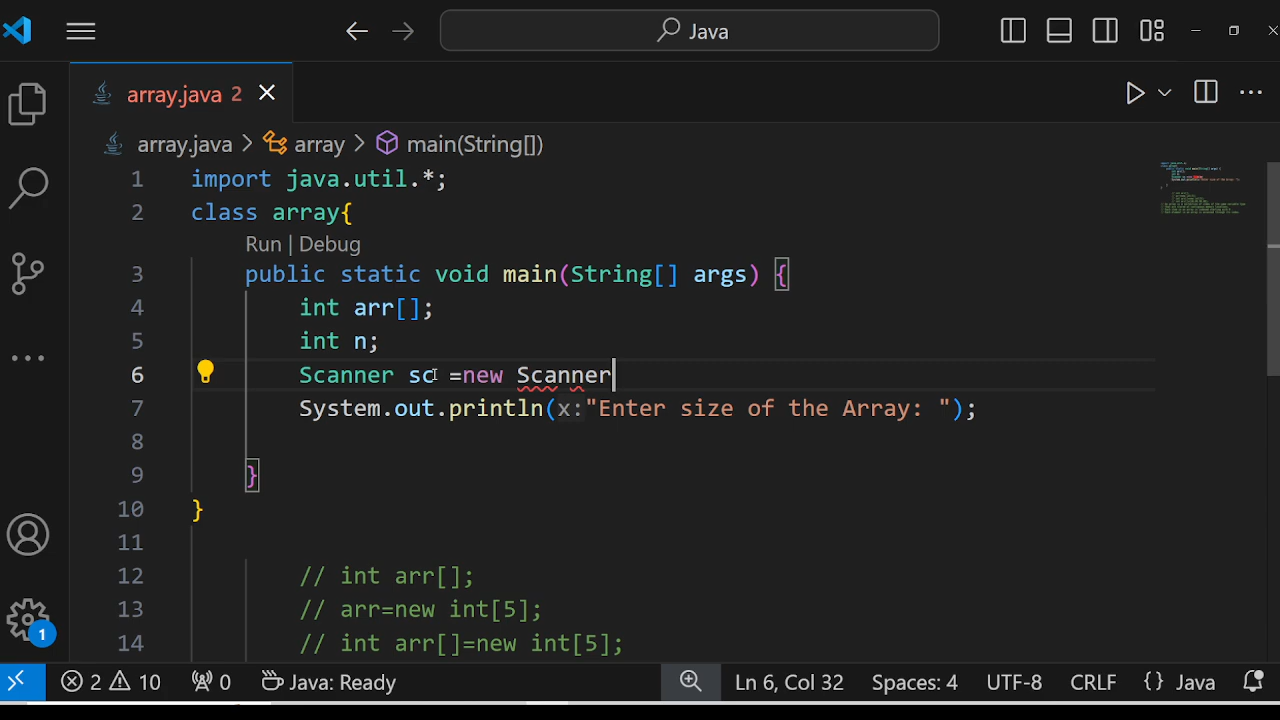 Java
array.java 2
array.java > array > main(String[])
1 import java.util.*;
2 class array{
Run | Debug
3 public static void main(String[] args) {
4 int arr[];
5 int n;
6 Scanner sc =new Scanner
7 System.out.println(x:"Enter size of the Array: ");
8
9 }
10 }
11
12 // int arr[];
13 // arr=new int[5];
14 // int arr[]=new int[5];
1
2 10 0 Java: Ready Ln 6, Col 32 Spaces: 4 UTF-8 CRLF {} Java